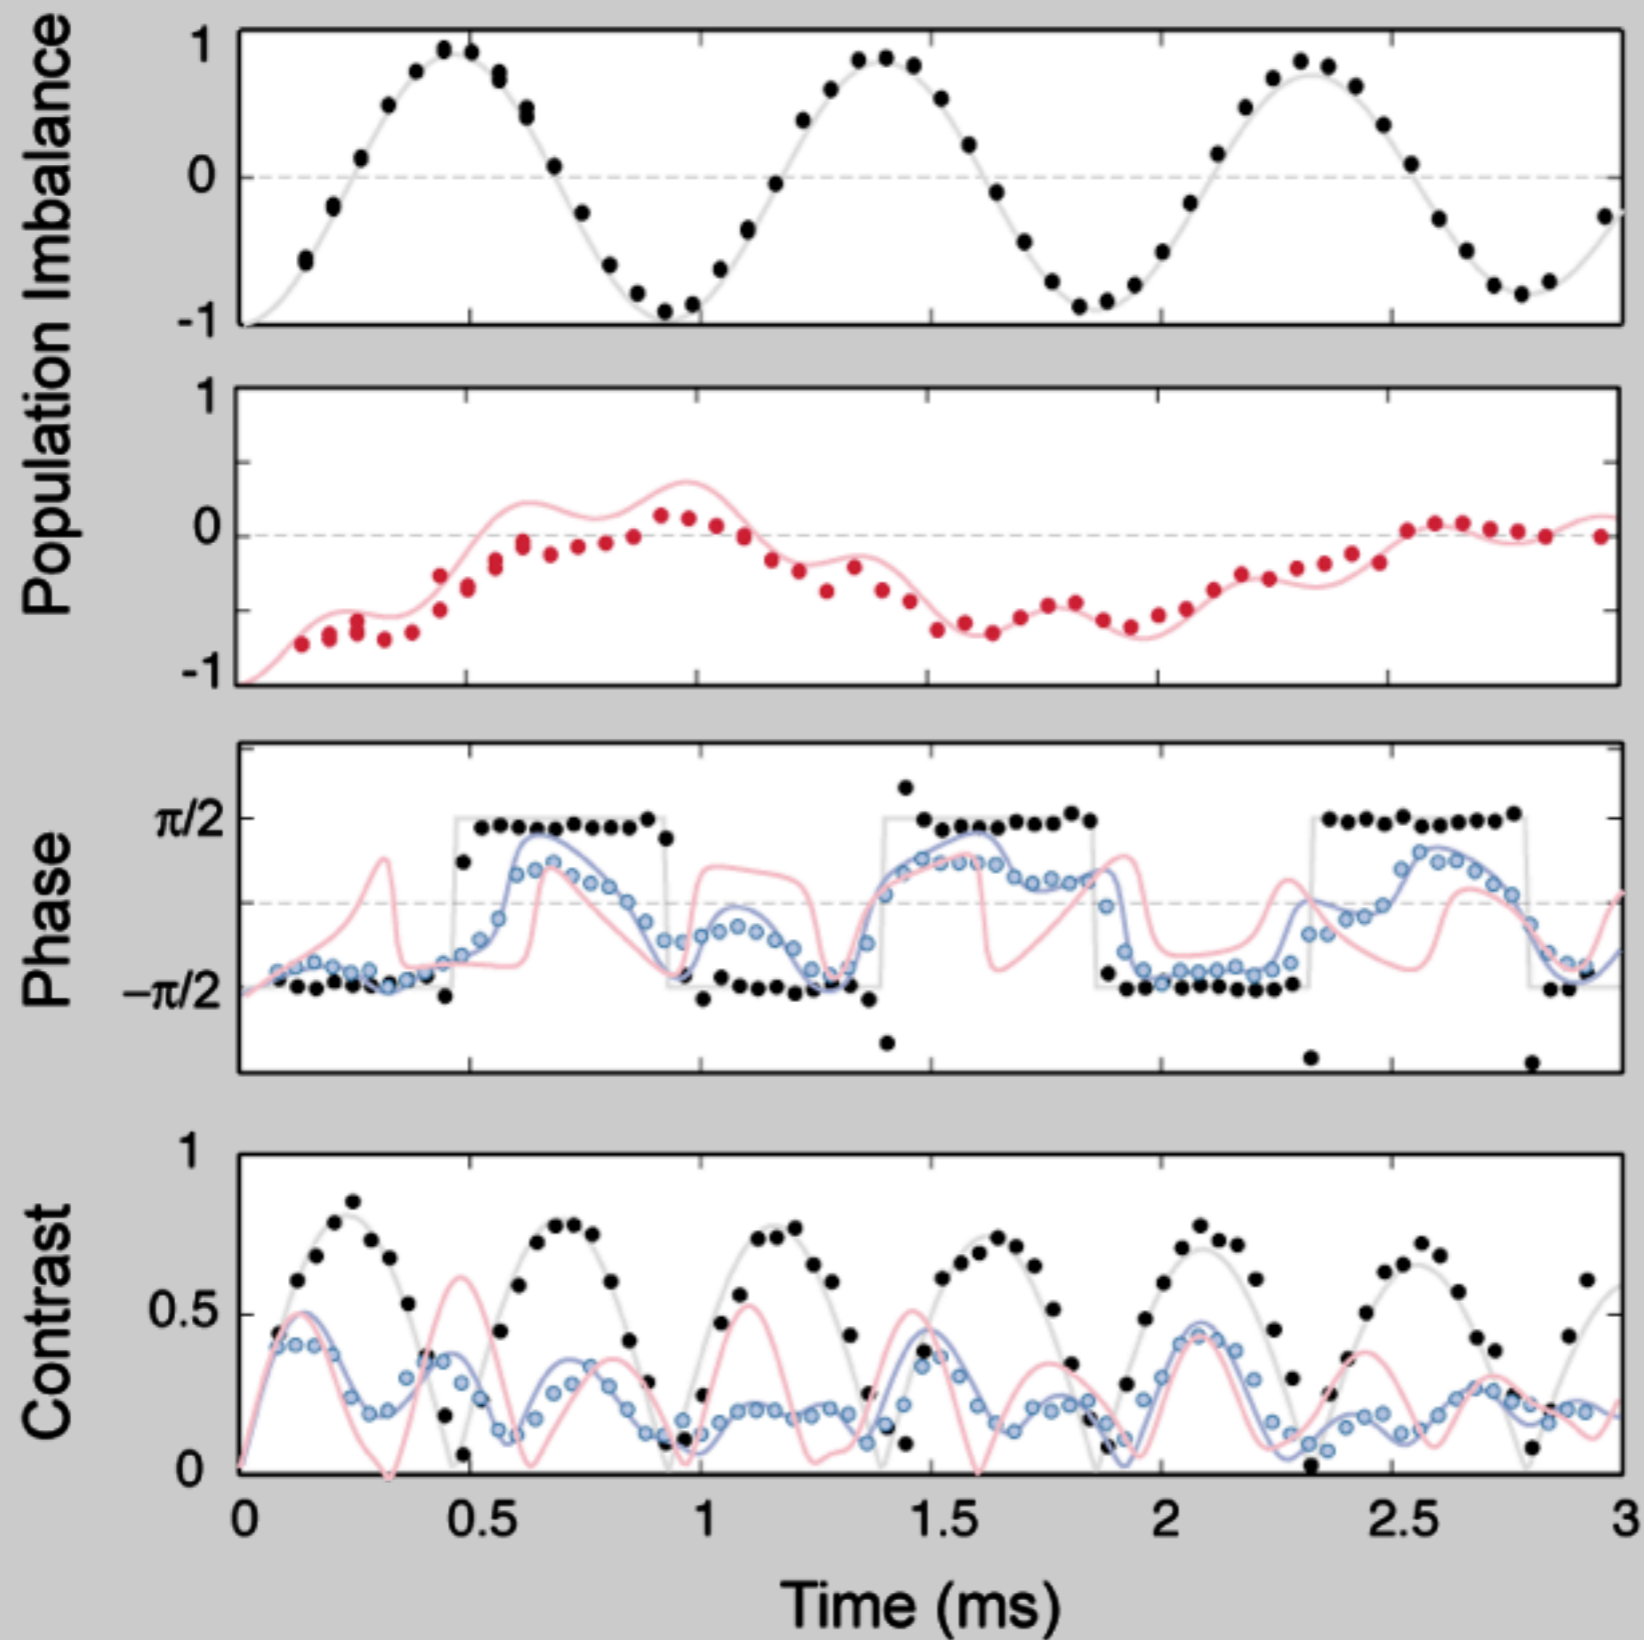 Population Imbalance
1
0
-1
1
0
-1
Phase
π/2
−π/2
Contrast
1
0.5
0
0 0.5 1 1.5 2 2.5 3
Time (ms)